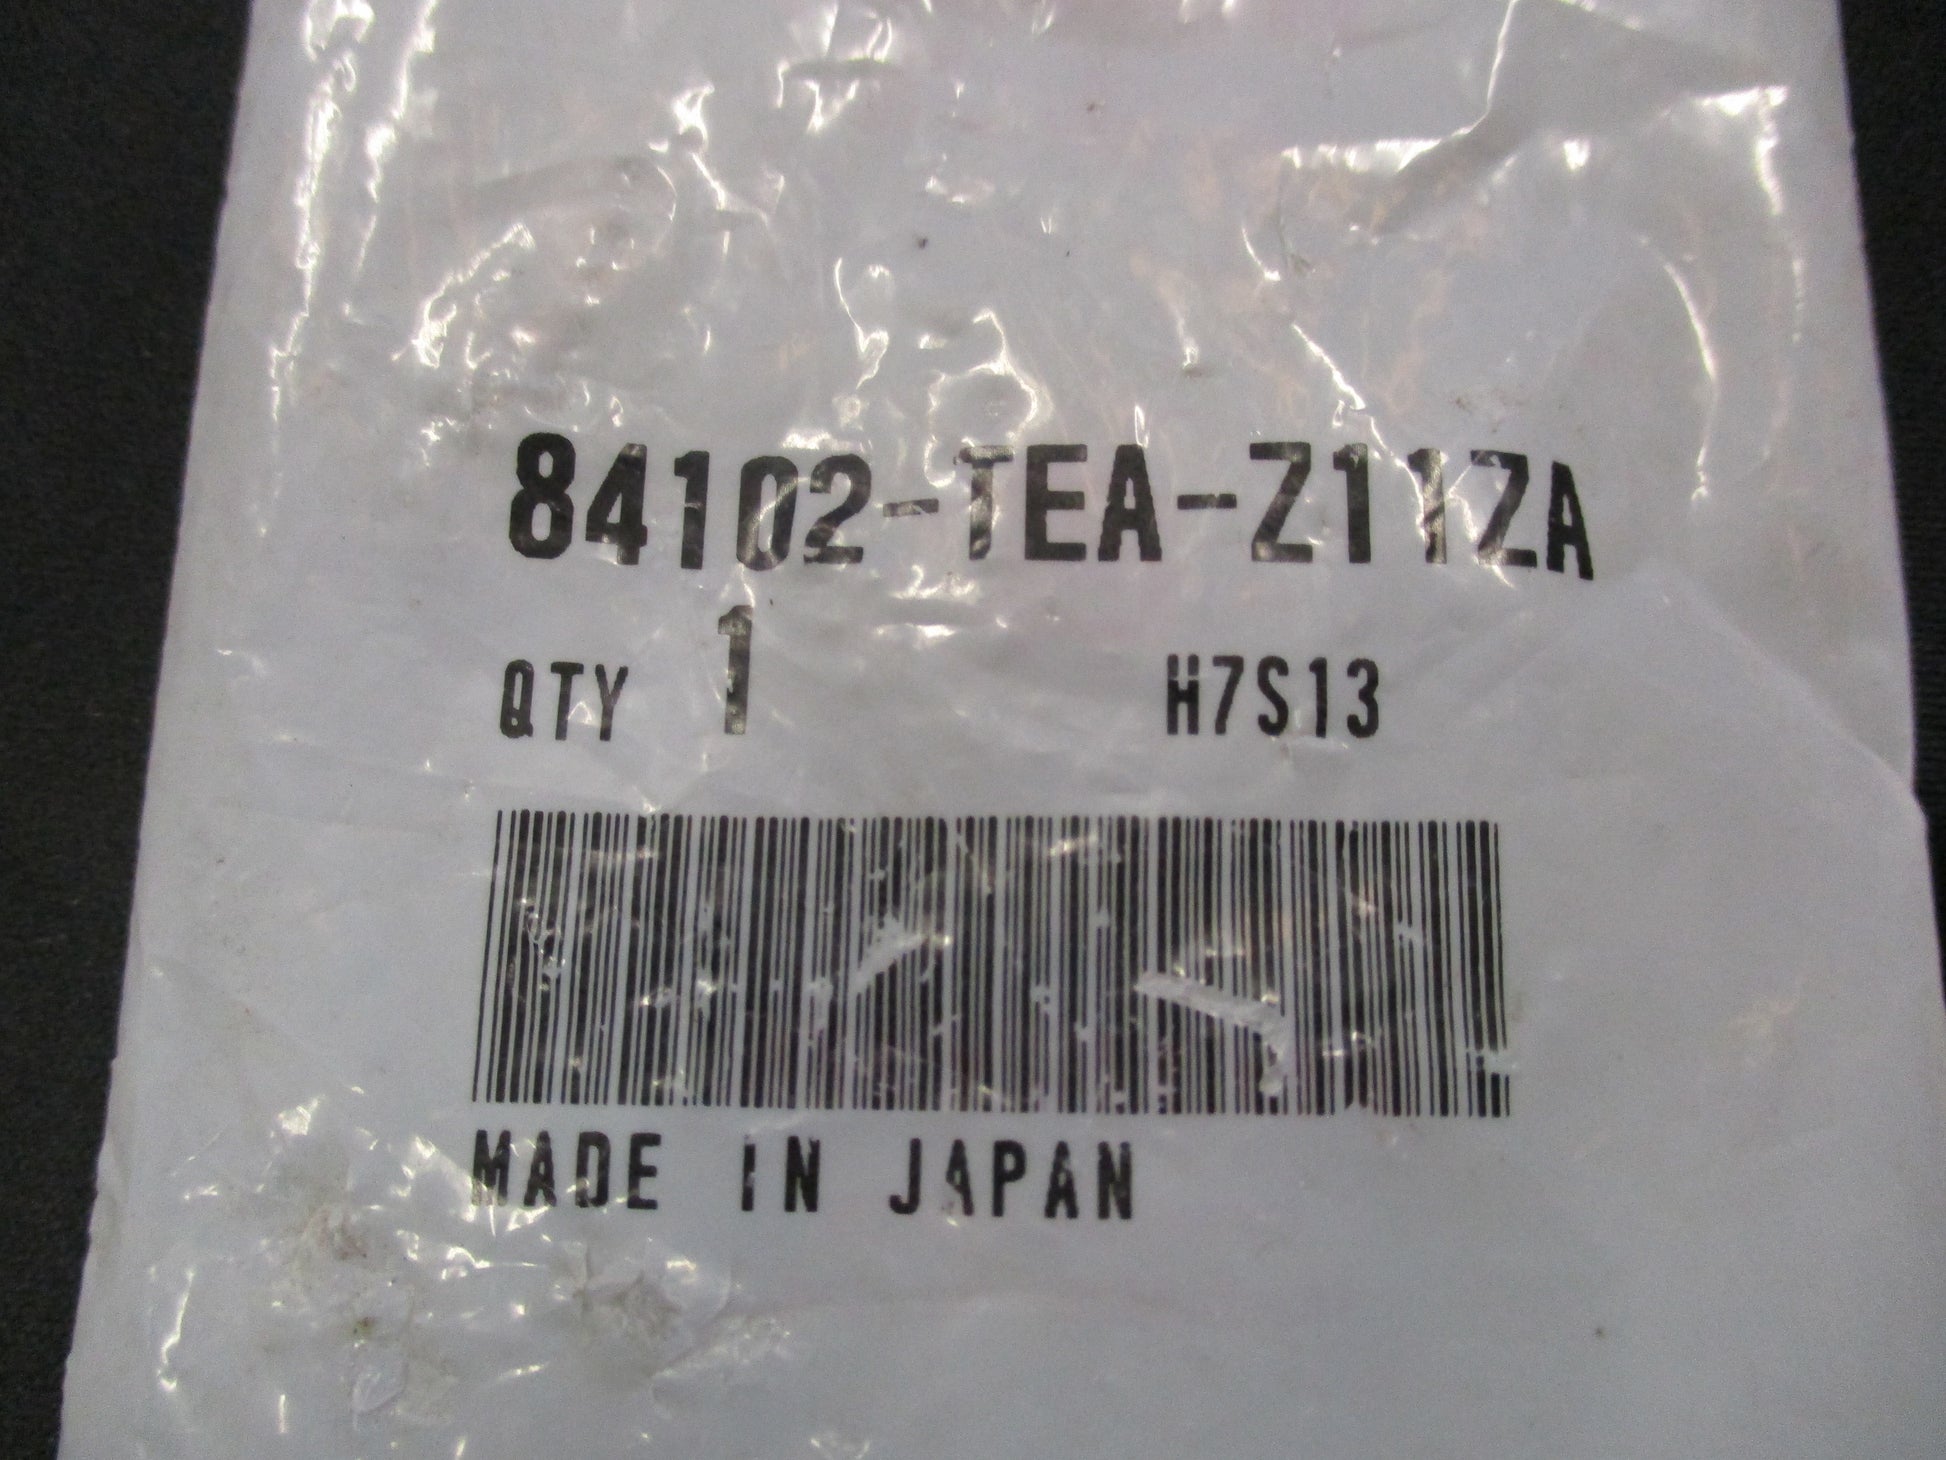 84102-TEA-Z11ZA
QTY 1 H7S13
MADE IN JAPAN